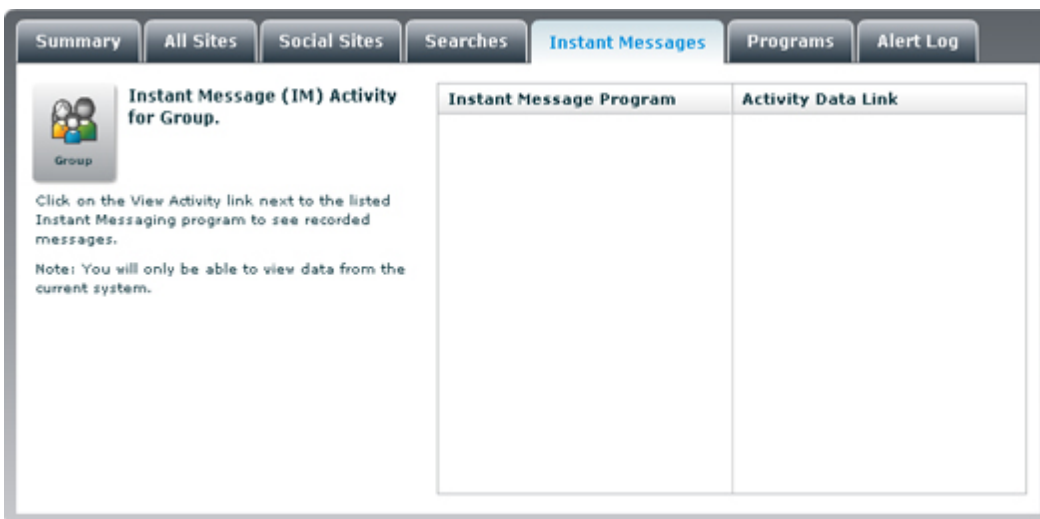 Summary
All Sites
Social Sites
Searches
Instant Messages
Programs
Alert Log
Instant Message (IM) Activity
for Group.
Group
Click on the View Activity link next to the listed
Instant Messaging program to see recorded
messages.
Note: You will only be able to view data from the
current system.
Instant Message Program
Activity Data Link